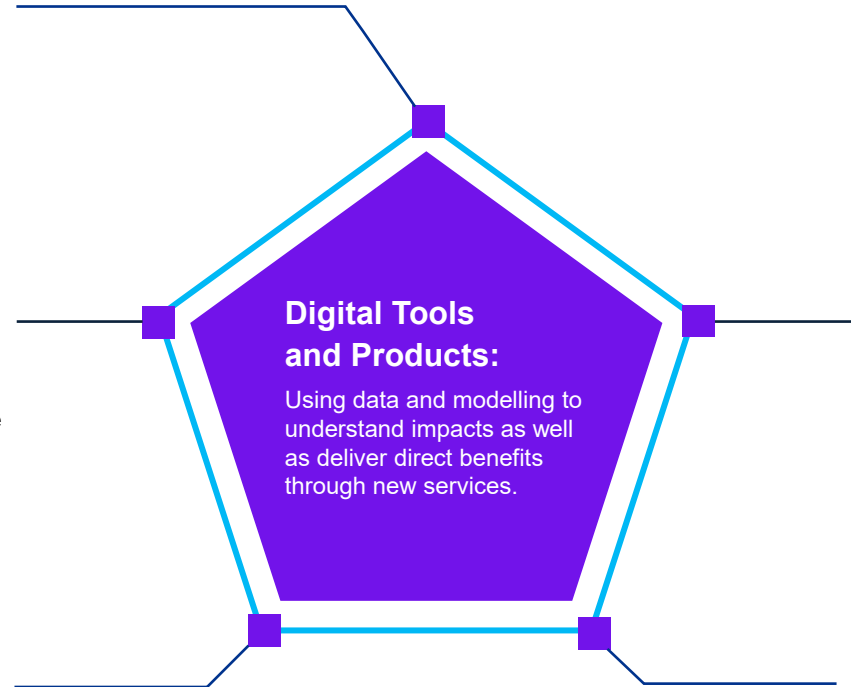 Digital Tools
and Products:
Using data and modelling to
understand impacts as well
as deliver direct benefits
through new services.